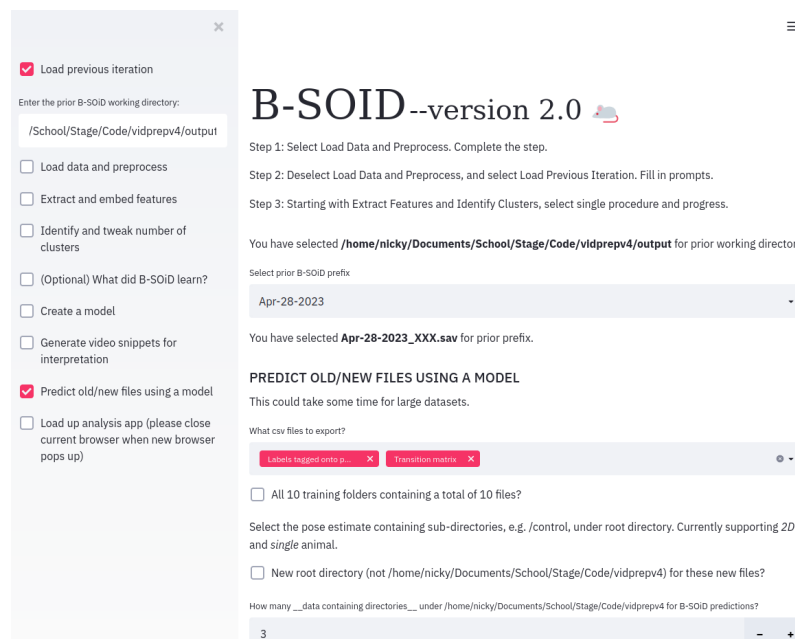 Load previous iteration
Enter the prior B-SOiD working directory:
/School/Stage/Code/vidprepv4/output
Load data and preprocess
Extract and embed features
Identify and tweak number of
clusters
(Optional) What did B-SOiD learn?
Create a model
Generate video snippets for
interpretation
Predict old/new files using a model
Load up analysis app (please close
current browser when new browser
pops up)
B-SOID--version 2.0
Step 1: Select Load Data and Preprocess. Complete the step.
Step 2: Deselect Load Data and Preprocess, and select Load Previous Iteration. Fill in prompts.
Step 3: Starting with Extract Features and Identify Clusters, select single procedure and progress.
You have selected /home/nicky/Documents/School/Stage/Code/vidprepv4/output for prior working director
Select prior B-SOiD prefix
Apr-28-2023
You have selected Apr-28-2023_XXX.sav for prior prefix.
PREDICT OLD/NEW FILES USING A MODEL
This could take some time for large datasets.
What csv files to export?
Labels tagged onto p... Transition matrix
All 10 training folders containing a total of 10 files?
Select the pose estimate containing sub-directories, e.g. /control, under root directory. Currently supporting 2D
and single animal.
New root directory (not /home/nicky/Documents/School/Stage/Code/vidprepv4) for these new files?
How many __data containing directories__ under /home/nicky/Documents/School/Stage/Code/vidprepv4 for B-SOiD predictions?
3